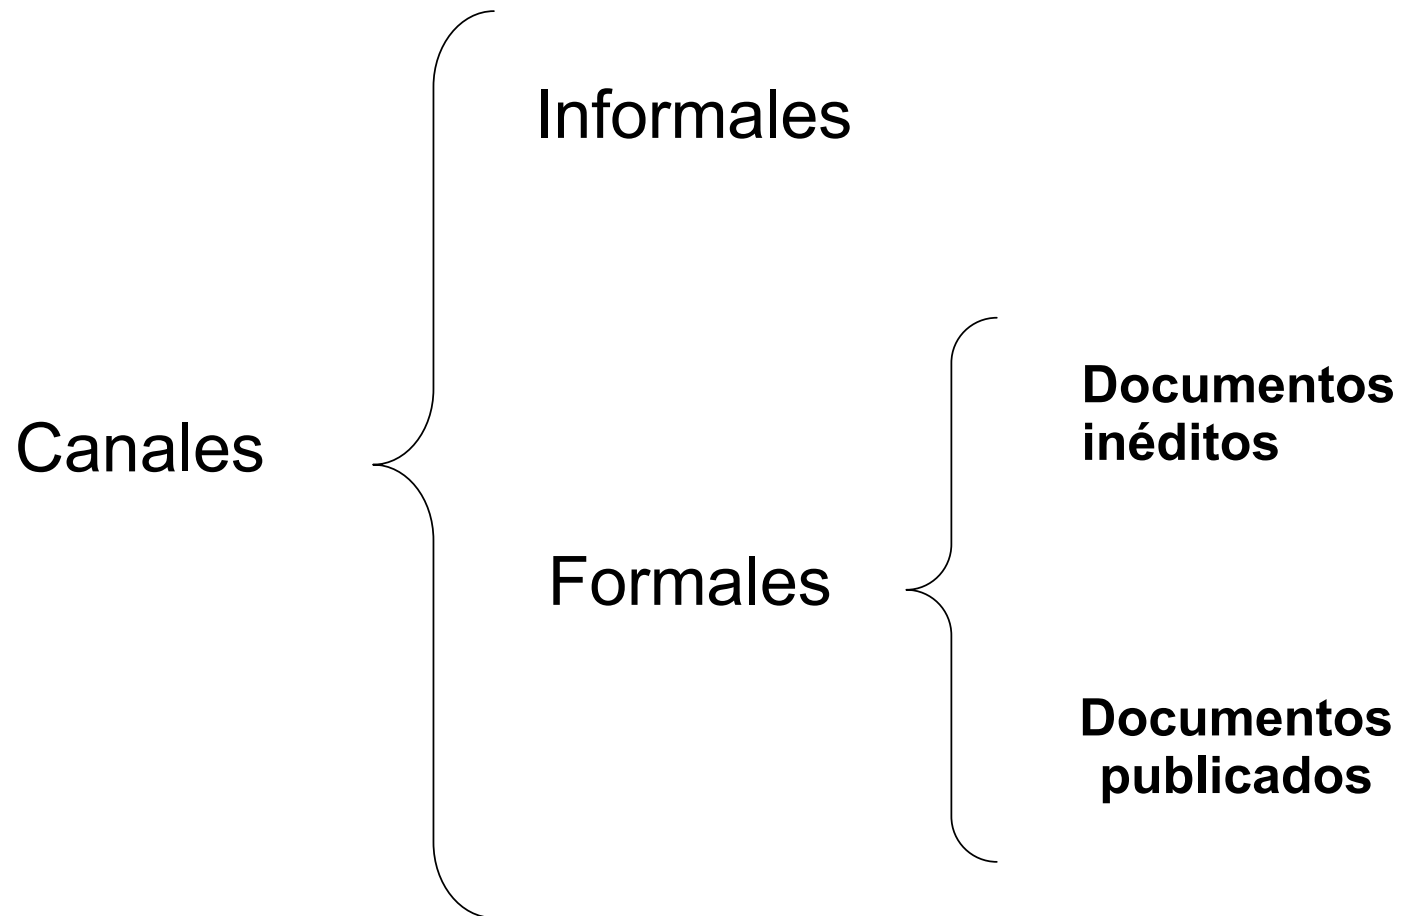 Informales
Canales
Formales
Documentos
inéditos
Documentos
publicados